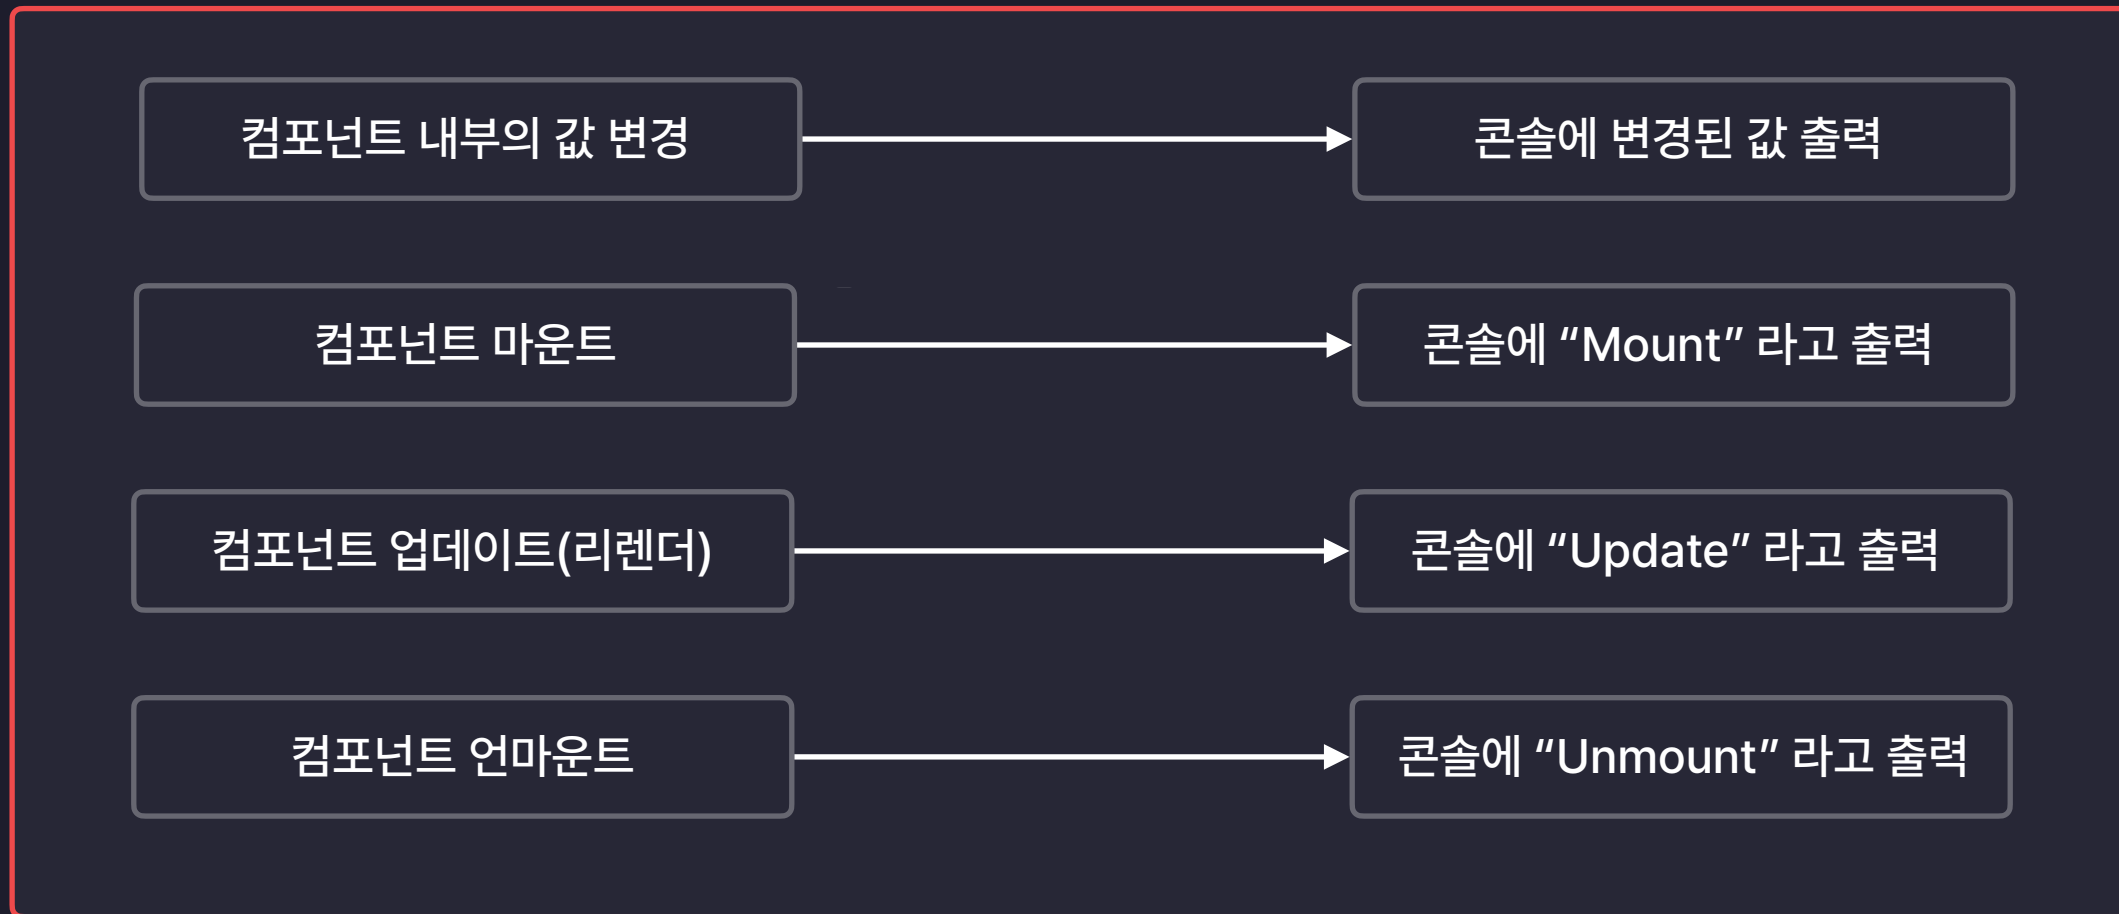 컴포넌트 내부의 값 변경
콘솔에 변경된 값 출력
컴포넌트 마운트
콘솔에 “Mount” 라고 출력
컴포넌트 업데이트(리렌더)
콘솔에 “Update” 라고 출력
컴포넌트 언마운트
콘솔에 “Unmount” 라고 출력